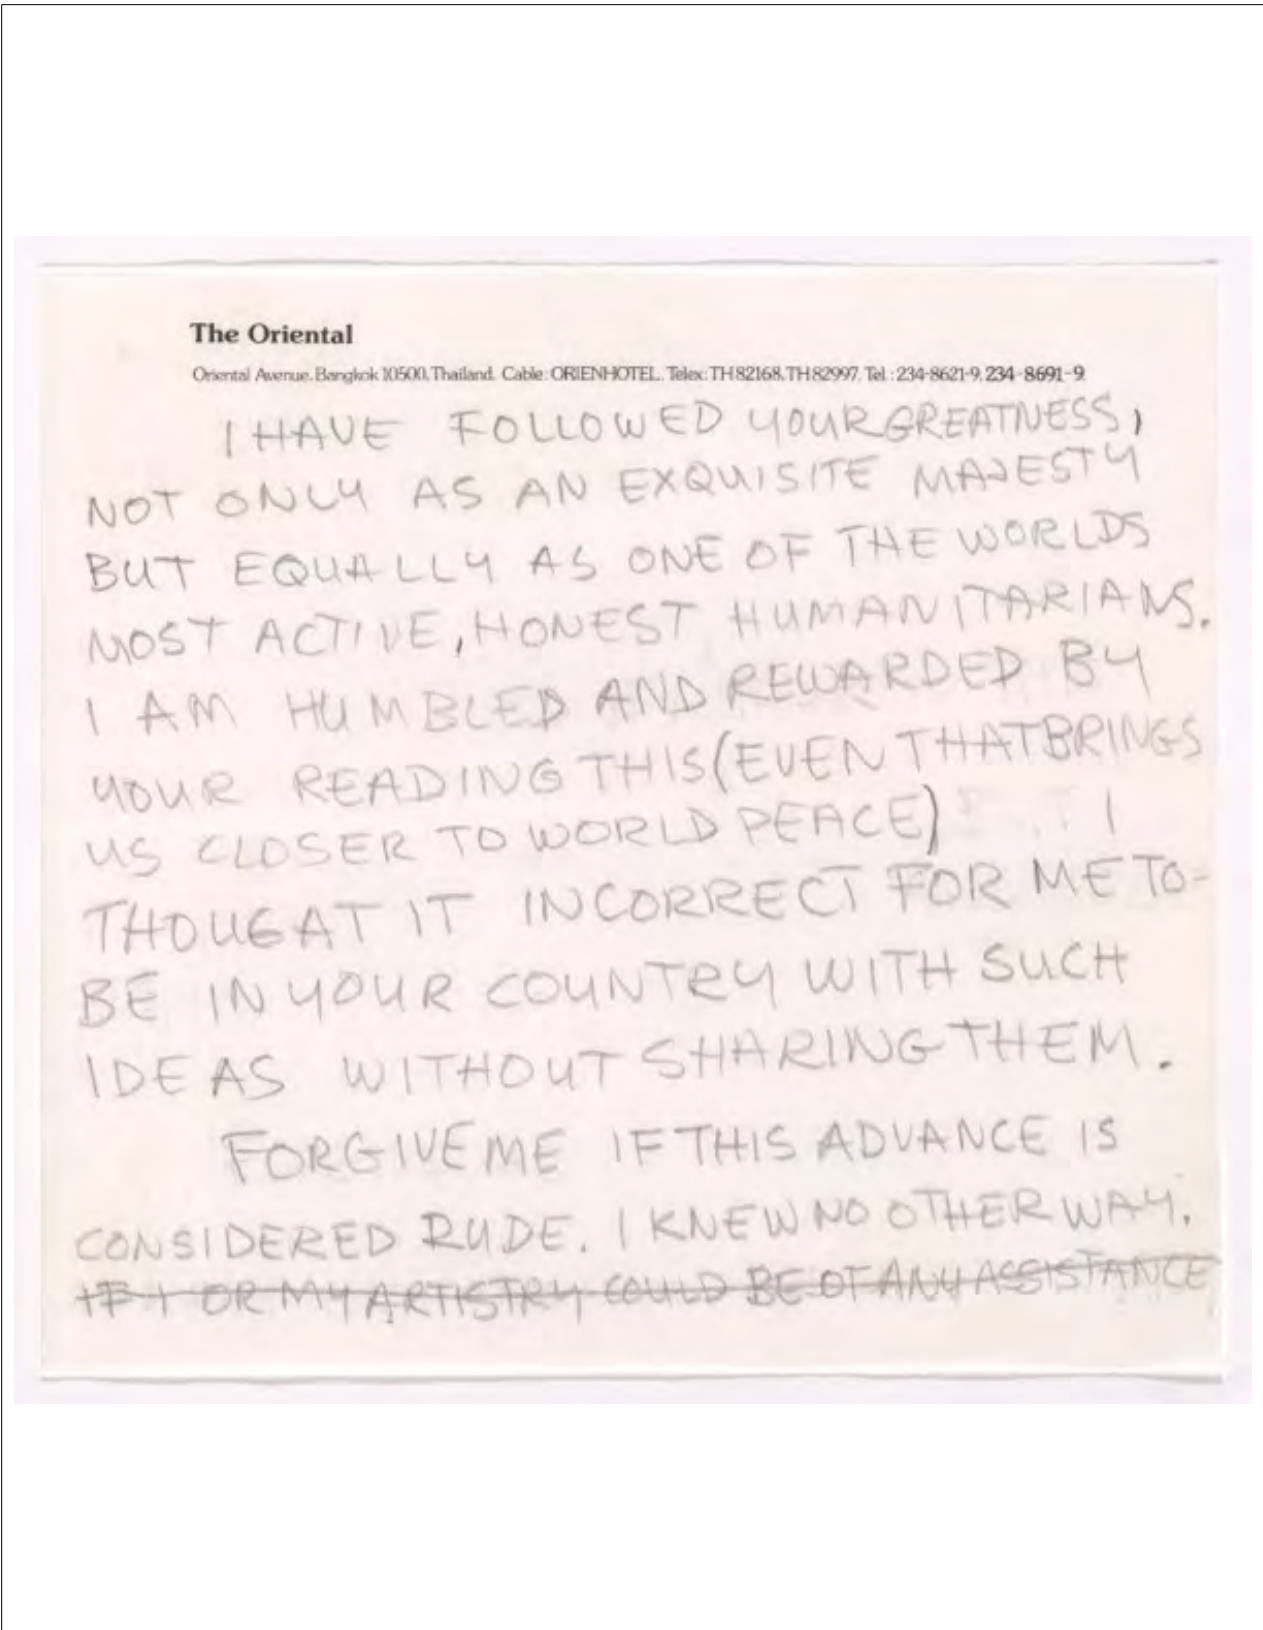 The Oriental
Oriental Avenue, Bangkok 10500, Thailand. Cable: ORIENHOTEL. Telex: TH 82168, TH 82997. Tel.: 234-8621-9, 234-8691-9.
I HAVE FOLLOWED YOUR GREATNESS,
NOT ONLY AS AN EXQUISITE MAJESTY
BUT EQUALLY AS ONE OF THE WORLDS
MOST ACTIVE, HONEST HUMANITARIANS.
I AM HUMBLED AND REWARDED BY
YOUR READING THIS (EVEN THAT BRINGS
US CLOSER TO WORLD PEACE) I
THOUGAT IT INCORRECT FOR ME TO-
BE IN YOUR COUNTRY WITH SUCH
IDEAS WITHOUT SHARING THEM.
FORGIVE ME IF THIS ADVANCE IS
CONSIDERED RUDE. I KNEW NO OTHER WAY.
IF I OR MY ARTISTRY COULD BE OF ANY ASSISTANCE